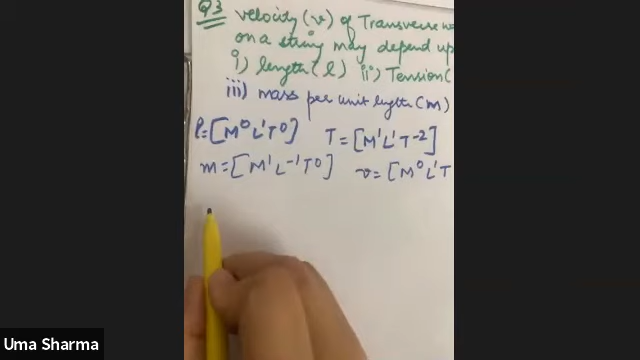 Q3 velocity (v) of Transverse
on a string may depend
i) length (l) ii) Tension (
iii) mass per unit length (m)
l = [M⁰L¹T⁰] T = [M¹L¹T⁻²]
m = [M¹L⁻¹T⁰] v = [M⁰L¹T
Uma Sharma